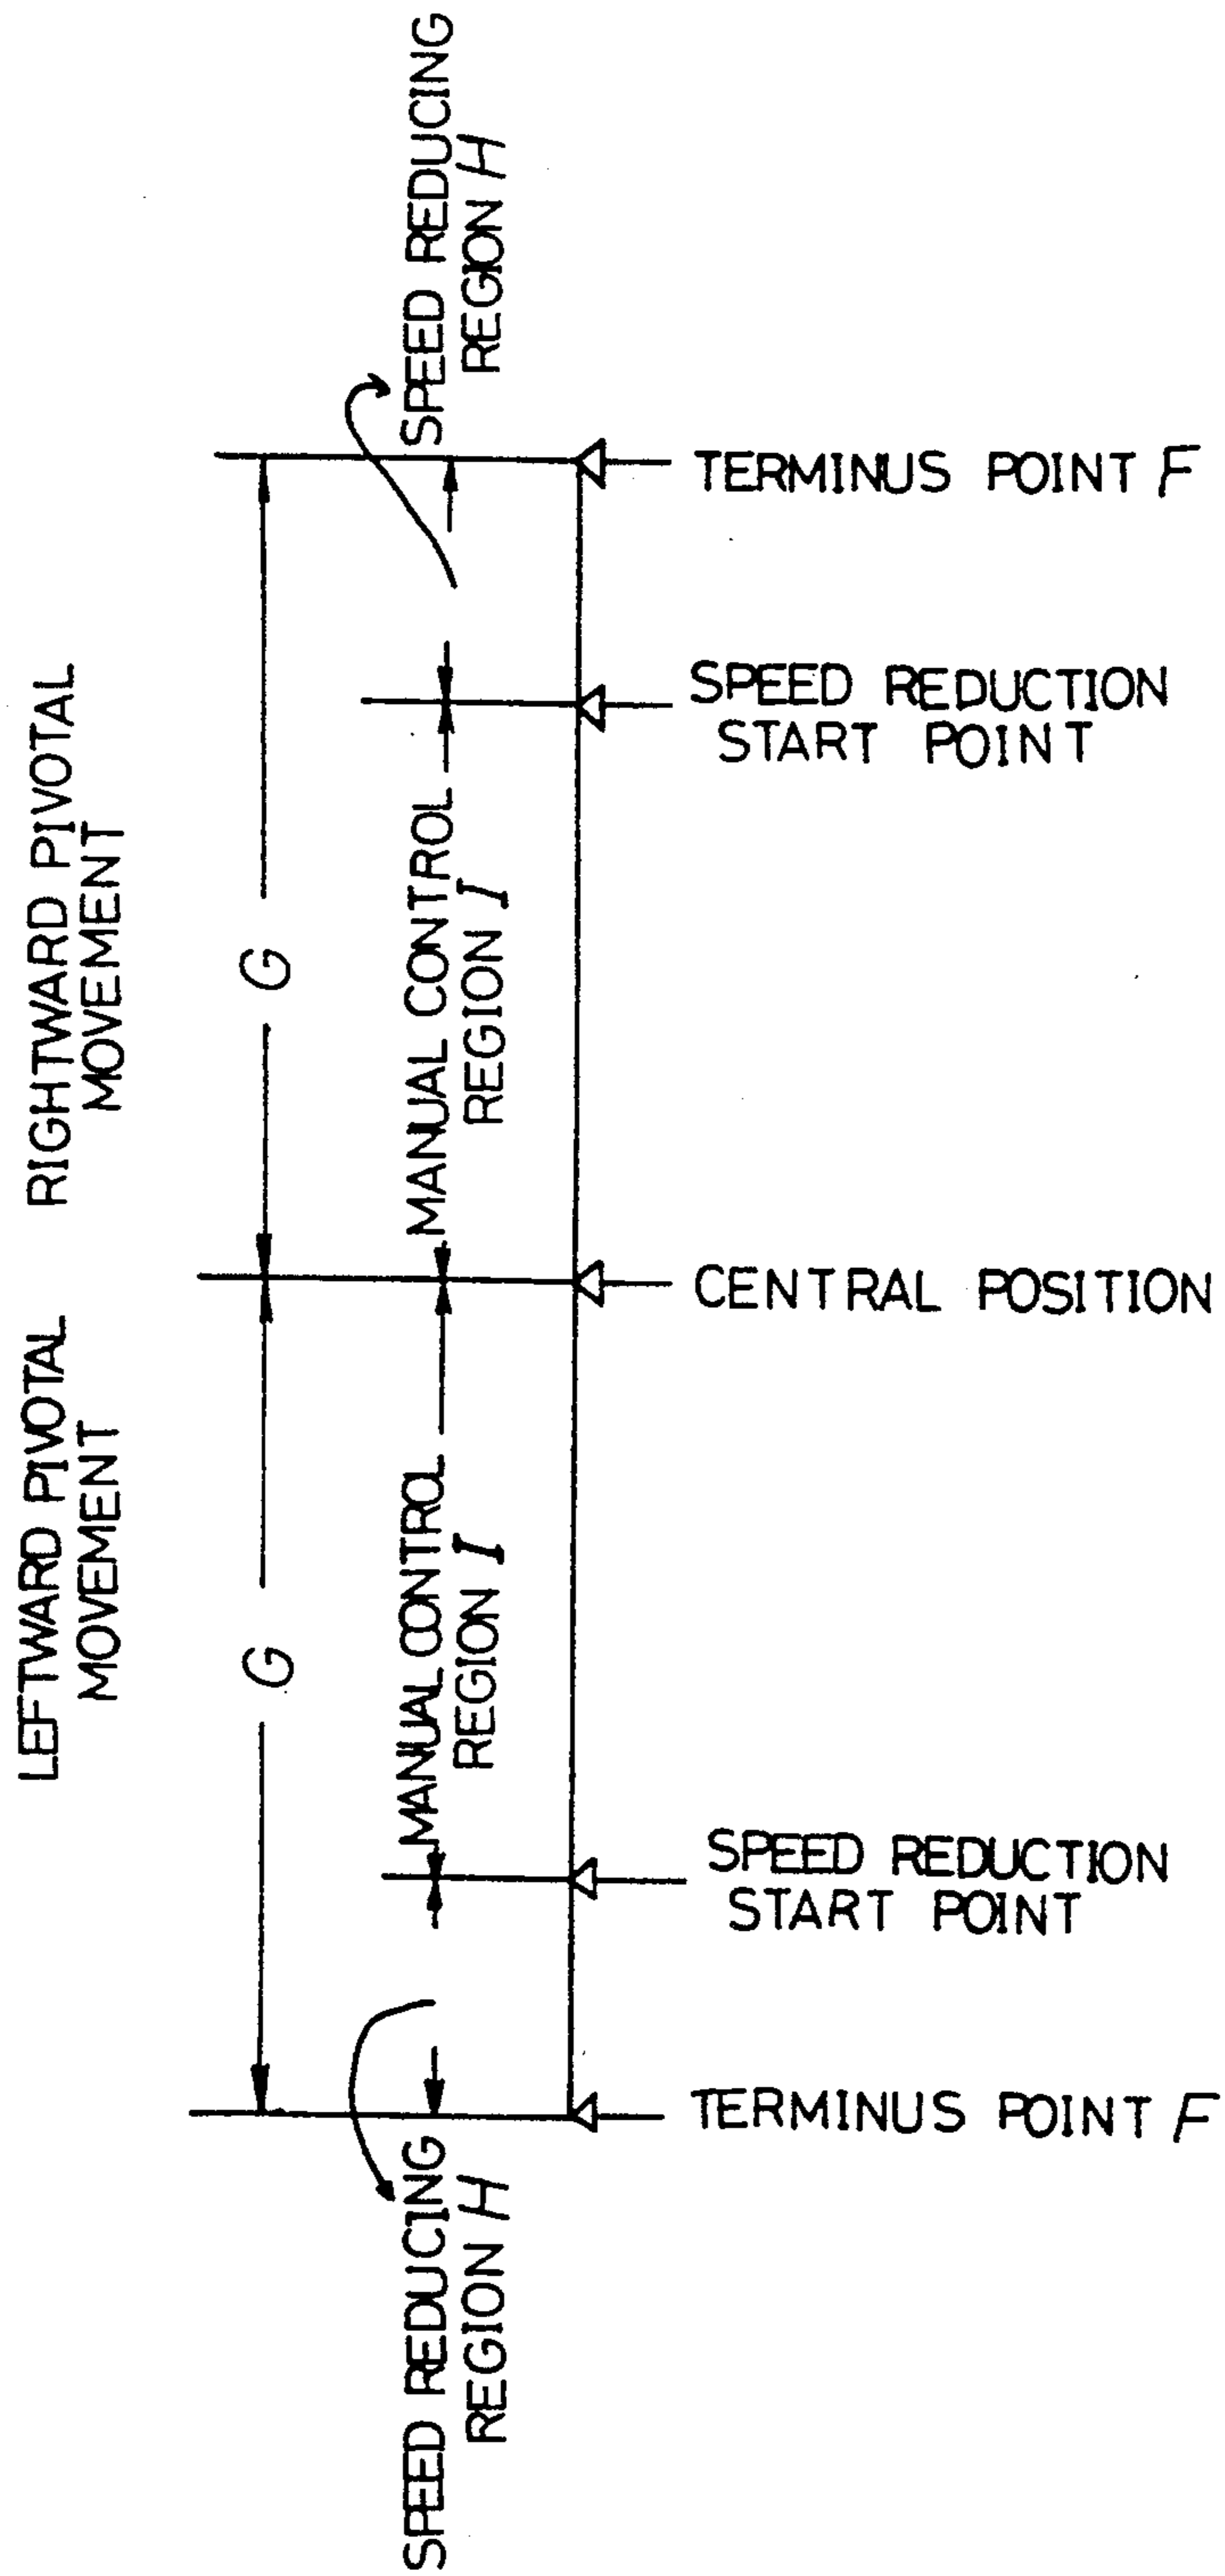 LEFTWARD PIVOTAL
MOVEMENT
RIGHTWARD PIVOTAL
MOVEMENT
G
G
SPEED REDUCING
REGION H
MANUAL CONTROL
REGION I
MANUAL CONTROL
REGION I
SPEED REDUCING
REGION H
TERMINUS POINT F
SPEED REDUCTION
START POINT
CENTRAL POSITION
SPEED REDUCTION
START POINT
TERMINUS POINT F